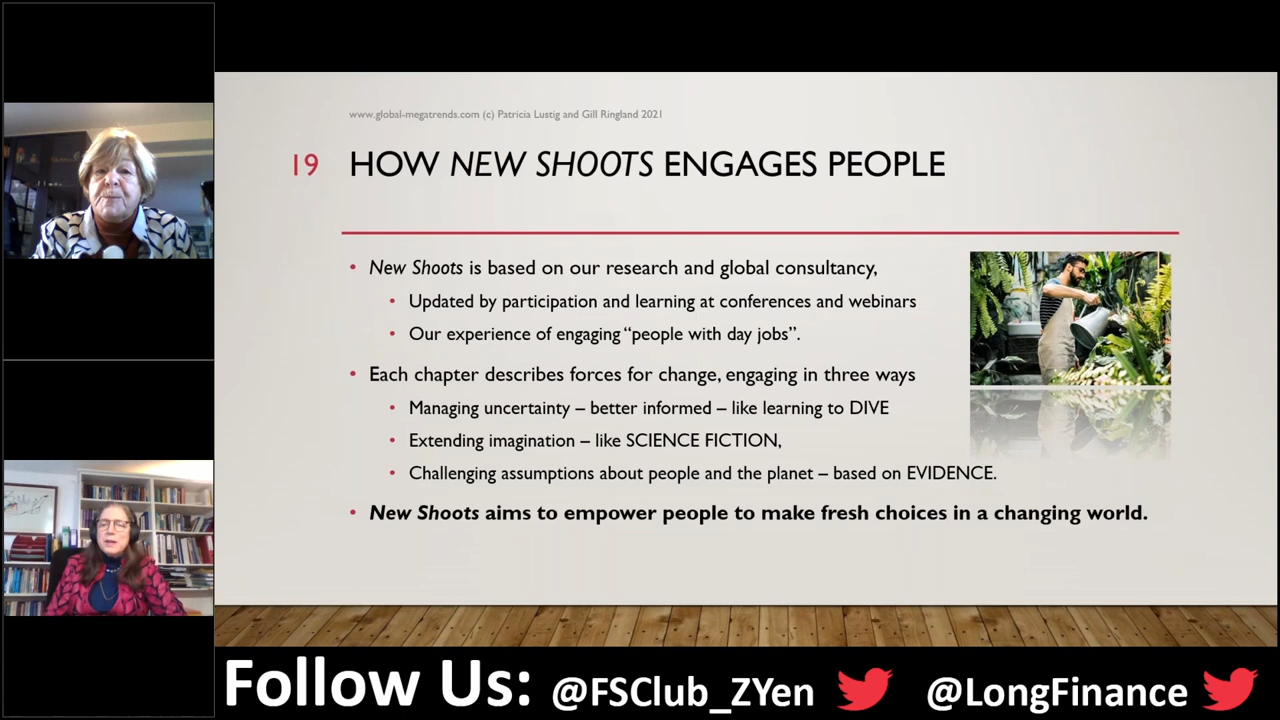 www.global-megatrends.com (c) Patricia Lustig and Gill Ringland 2021
19 HOW NEW SHOOTS ENGAGES PEOPLE
• New Shoots is based on our research and global consultancy,
• Updated by participation and learning at conferences and webinars
• Our experience of engaging “people with day jobs”.
• Each chapter describes forces for change, engaging in three ways
• Managing uncertainty – better informed – like learning to DIVE
• Extending imagination – like SCIENCE FICTION,
• Challenging assumptions about people and the planet – based on EVIDENCE.
• New Shoots aims to empower people to make fresh choices in a changing world.
Follow Us: @FSClub_ZYen @LongFinance